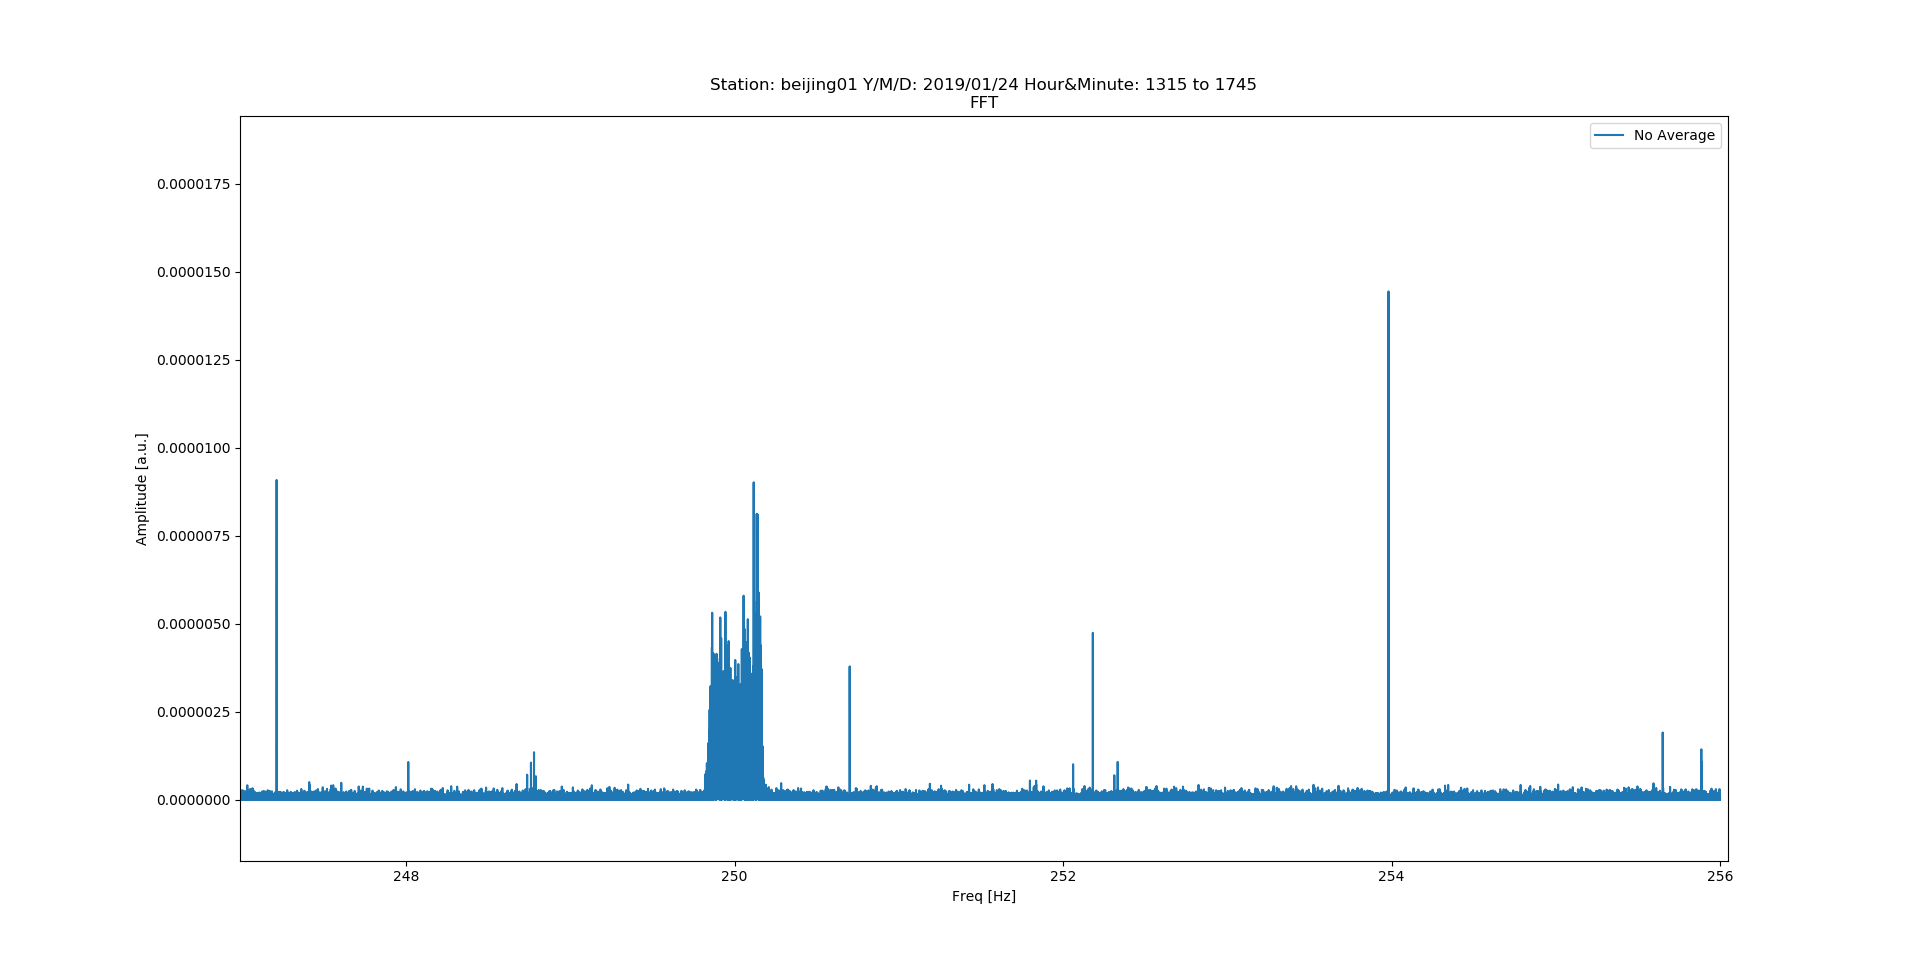 Station: beijing01 Y/M/D: 2019/01/24 Hour&Minute: 1315 to 1745
FFT
No Average
0.0000175
0.0000150
0.0000125
0.0000100
0.0000075
0.0000050
0.0000025
0.0000000
Amplitude [a.u.]
248 250 252 254 256
Freq [Hz]